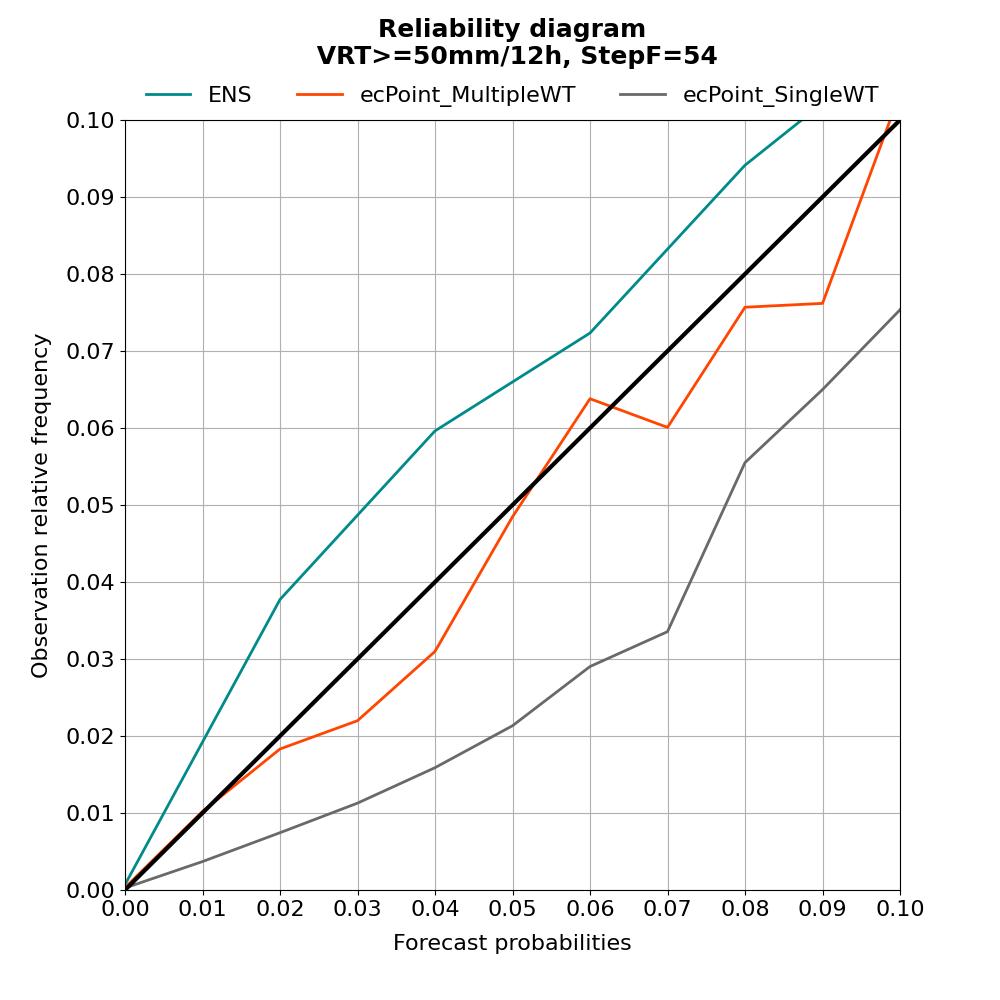 Reliability diagram
VRT>=50mm/12h, StepF=54
ENS ecPoint_MultipleWT ecPoint_SingleWT
0.10
0.09
0.08
0.07
0.06
0.05
0.04
0.03
0.02
0.01
0.00
Observation relative frequency
0.00 0.01 0.02 0.03 0.04 0.05 0.06 0.07 0.08 0.09 0.10
Forecast probabilities